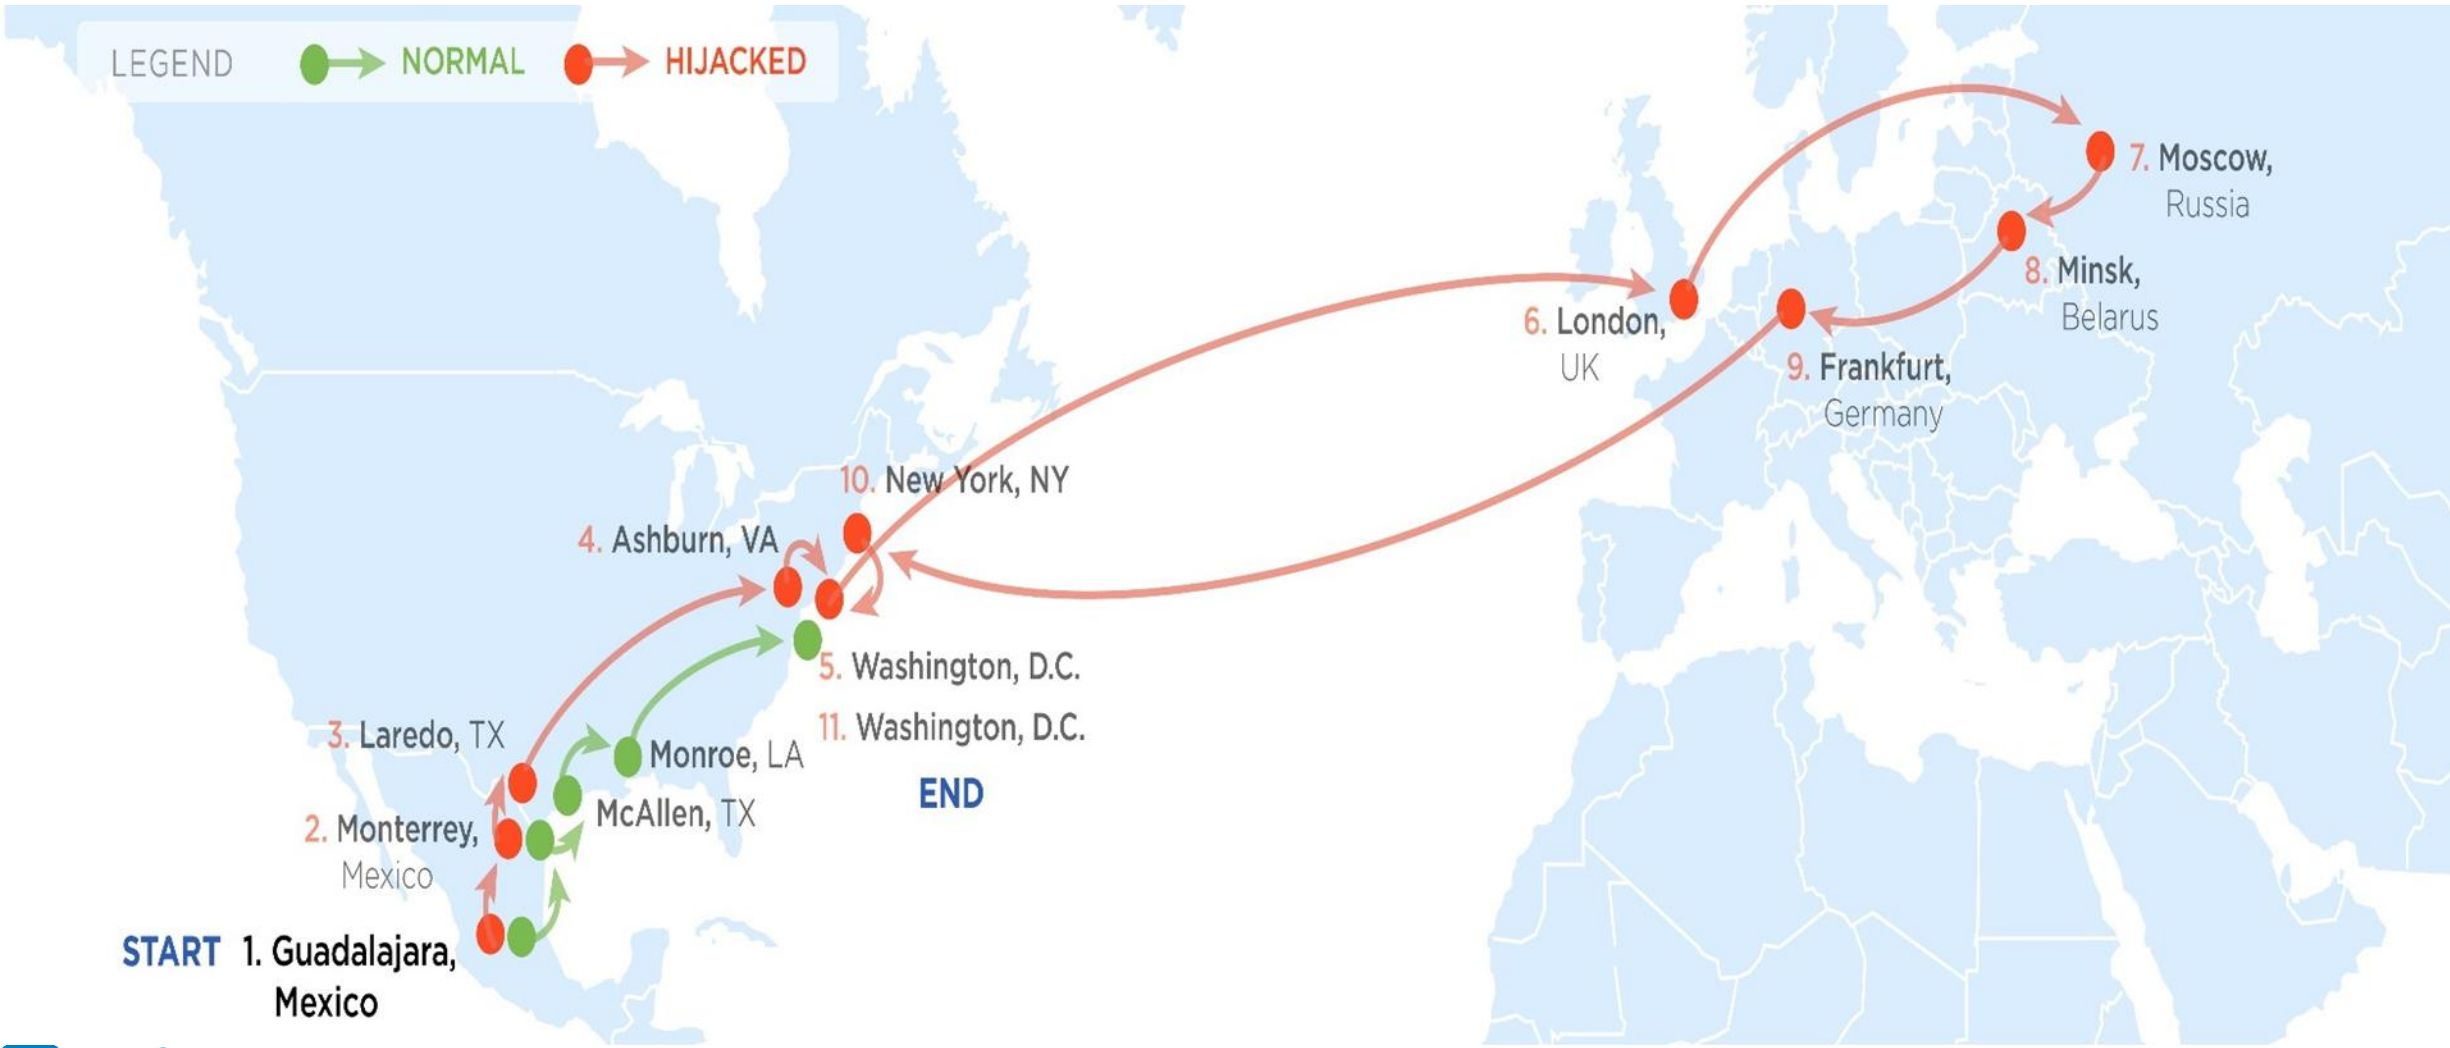 LEGEND NORMAL HIJACKED
7. Moscow,
Russia
8. Minsk,
Belarus
6. London,
UK
9. Frankfurt,
Germany
10. New York, NY
4. Ashburn, VA
5. Washington, D.C.
11. Washington, D.C.
END
3. Laredo, TX
Monroe, LA
McAllen, TX
2. Monterrey,
Mexico
START 1. Guadalajara,
Mexico